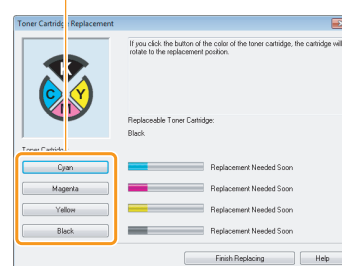 Toner Cartridge Replacement
If you click the button of the color of the toner cartridge, the cartridge will
rotate to the replacement position.
K
C Y
M
Replaceable Toner Cartridge:
Black
Toner Cartridge
Cyan Replacement Needed Soon
Magenta Replacement Needed Soon
Yellow Replacement Needed Soon
Black Replacement Needed Soon
Finish Replacing Help